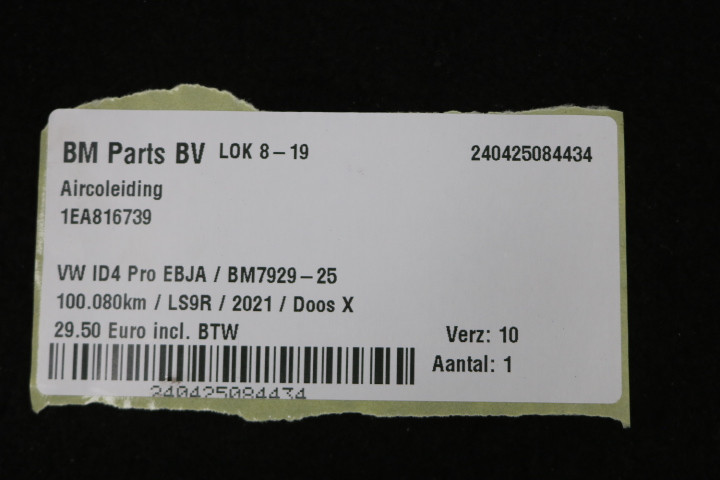 BM Parts BV LOK 8-19 240425084434
Aircoleiding
1EA816739
VW ID4 Pro EBJA / BM7929-25
100.080km / LS9R / 2021 / Doos X
29.50 Euro incl. BTW Verz: 10
Aantal: 1
240425084434